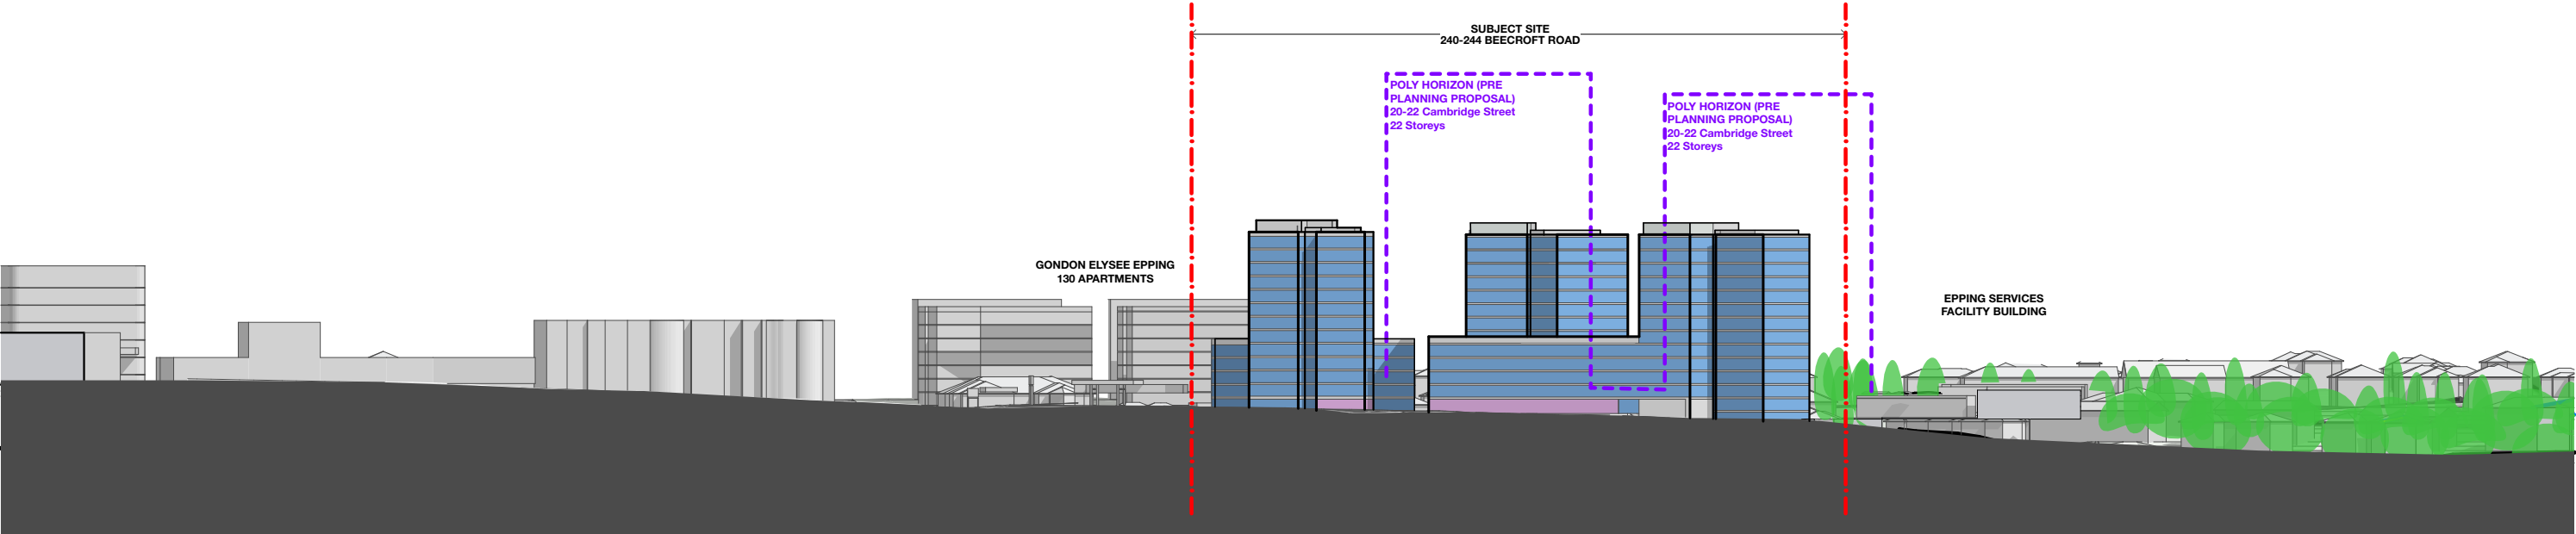 SUBJECT SITE
240-244 BEECROFT ROAD
POLY HORIZON (PRE
PLANNING PROPOSAL)
20-22 Cambridge Street
22 Storeys
POLY HORIZON (PRE
PLANNING PROPOSAL)
20-22 Cambridge Street
22 Storeys
GONDON ELYSEE EPPING
130 APARTMENTS
EPPING SERVICES
FACILITY BUILDING